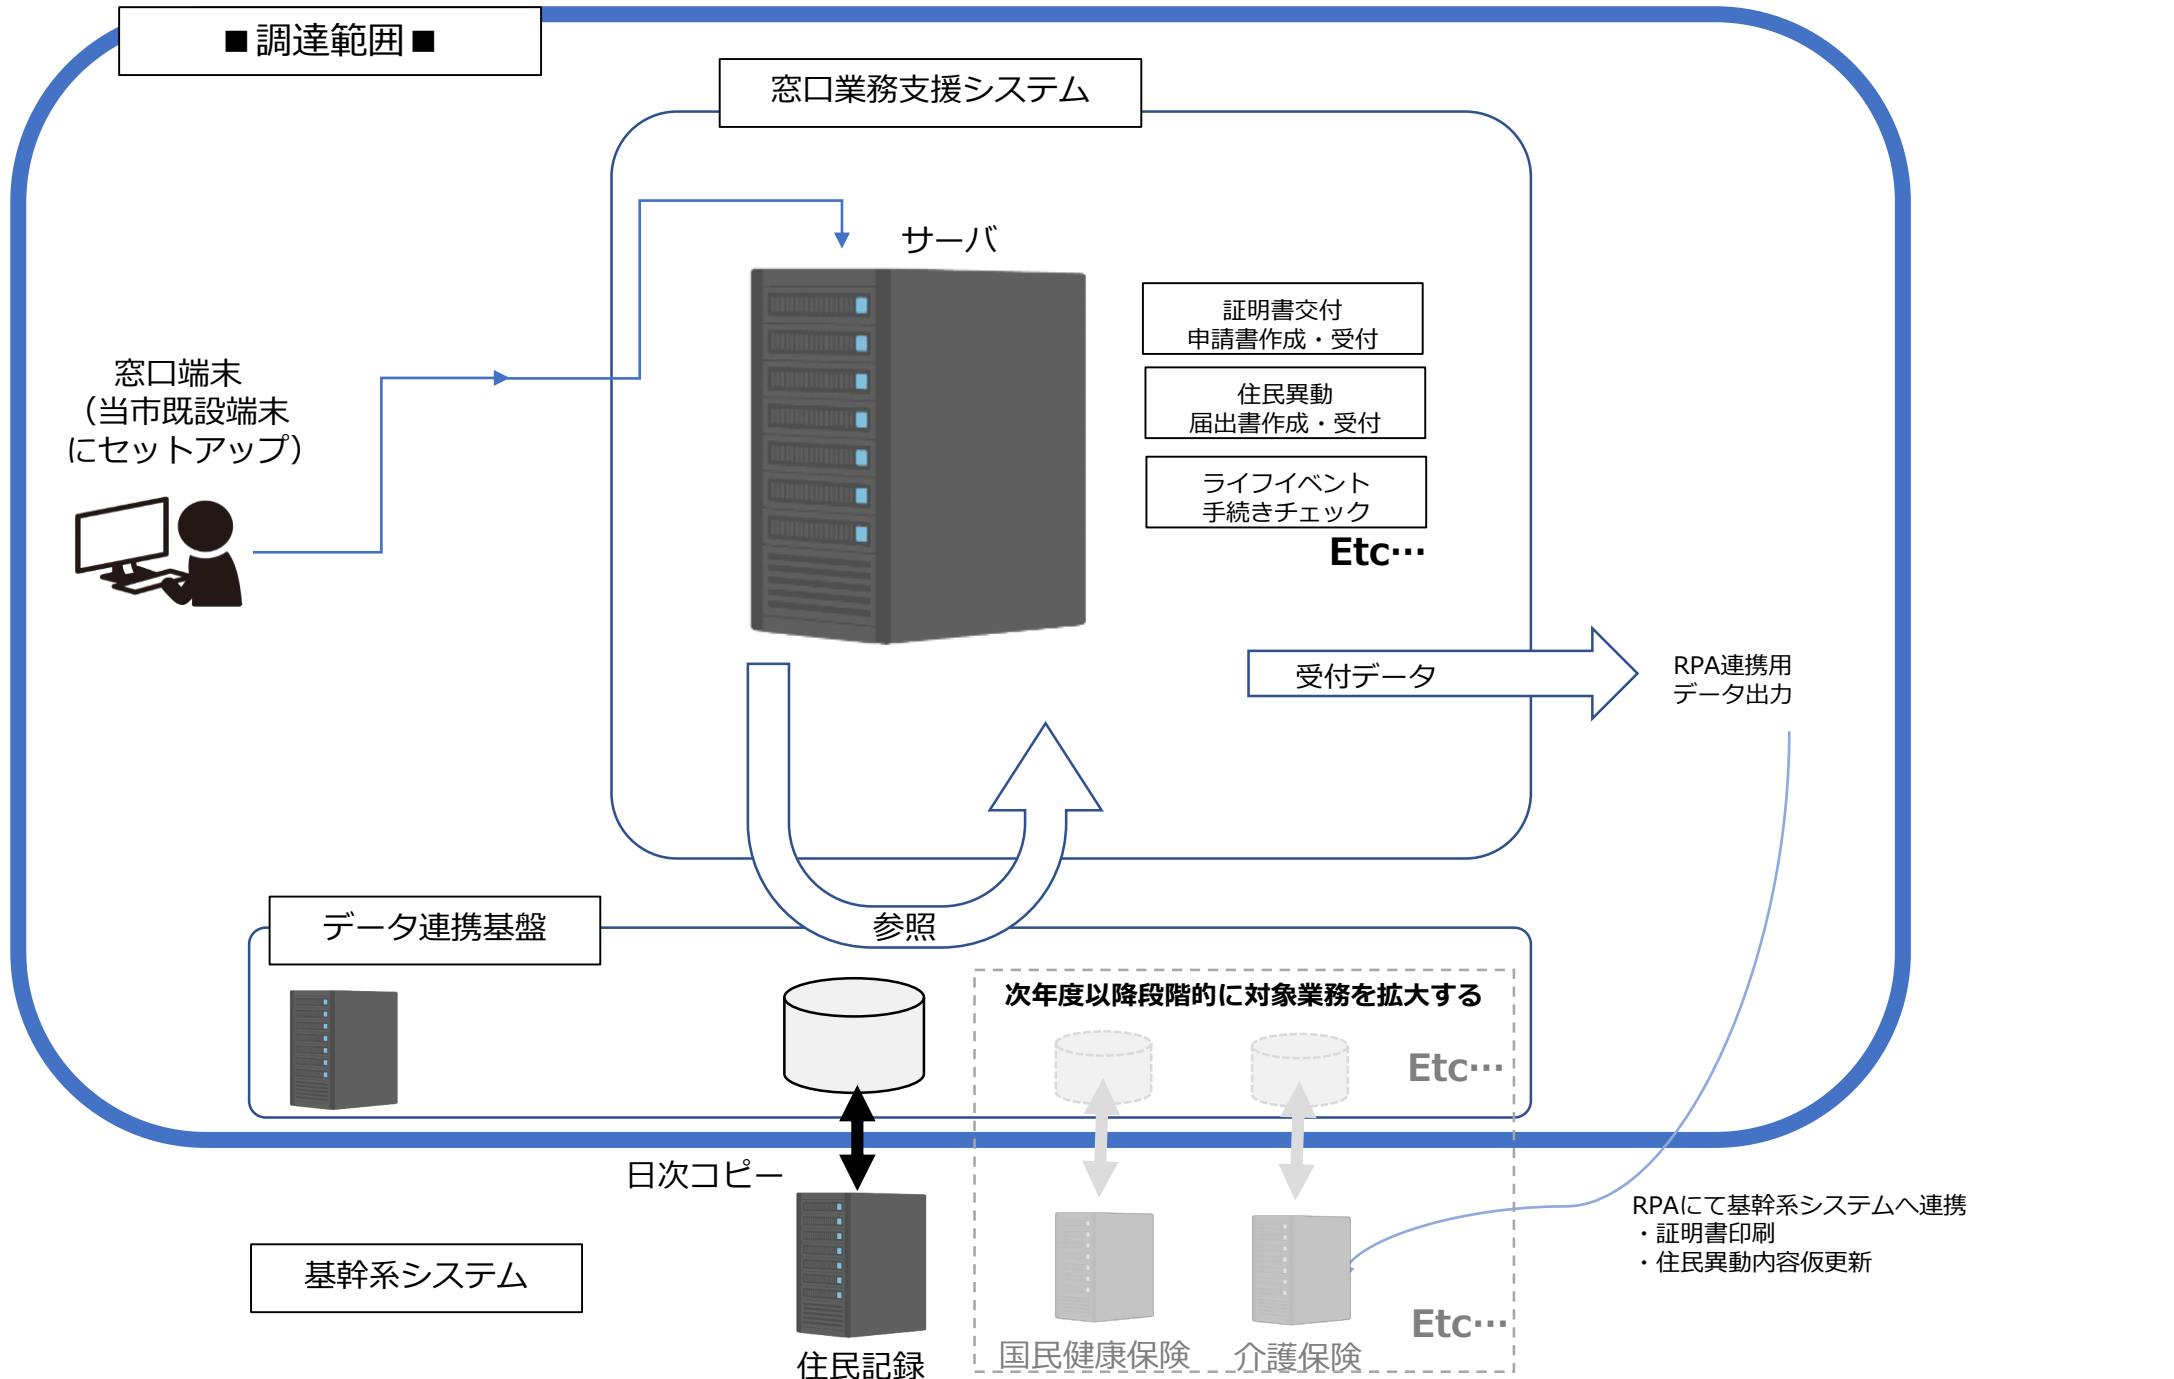 ■調達範囲■
窓口業務支援システム
サーバ
証明書交付
申請書作成・受付
住民異動
届出書作成・受付
ライフイベント
手続きチェック
Etc…
窓口端末
（当市既設端末
にセットアップ）
受付データ
RPA連携用
データ出力
参照
データ連携基盤
次年度以降段階的に対象業務を拡大する
Etc…
日次コピー
基幹系システム
住民記録
国民健康保険
介護保険
Etc…
RPAにて基幹系システムへ連携
・証明書印刷
・住民異動内容仮更新